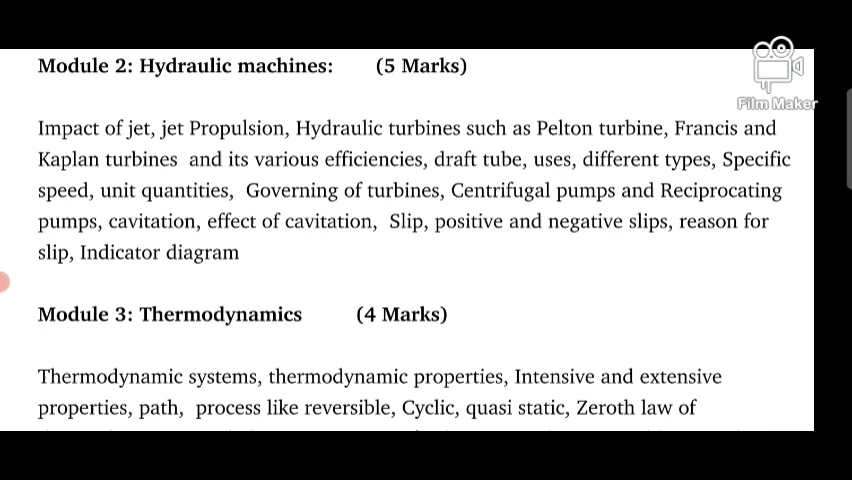 Module 2: Hydraulic machines: (5 Marks)
Film Maker
Impact of jet, jet Propulsion, Hydraulic turbines such as Pelton turbine, Francis and
Kaplan turbines and its various efficiencies, draft tube, uses, different types, Specific
speed, unit quantities, Governing of turbines, Centrifugal pumps and Reciprocating
pumps, cavitation, effect of cavitation, Slip, positive and negative slips, reason for
slip, Indicator diagram
Module 3: Thermodynamics (4 Marks)
Thermodynamic systems, thermodynamic properties, Intensive and extensive
properties, path, process like reversible, Cyclic, quasi static, Zeroth law of